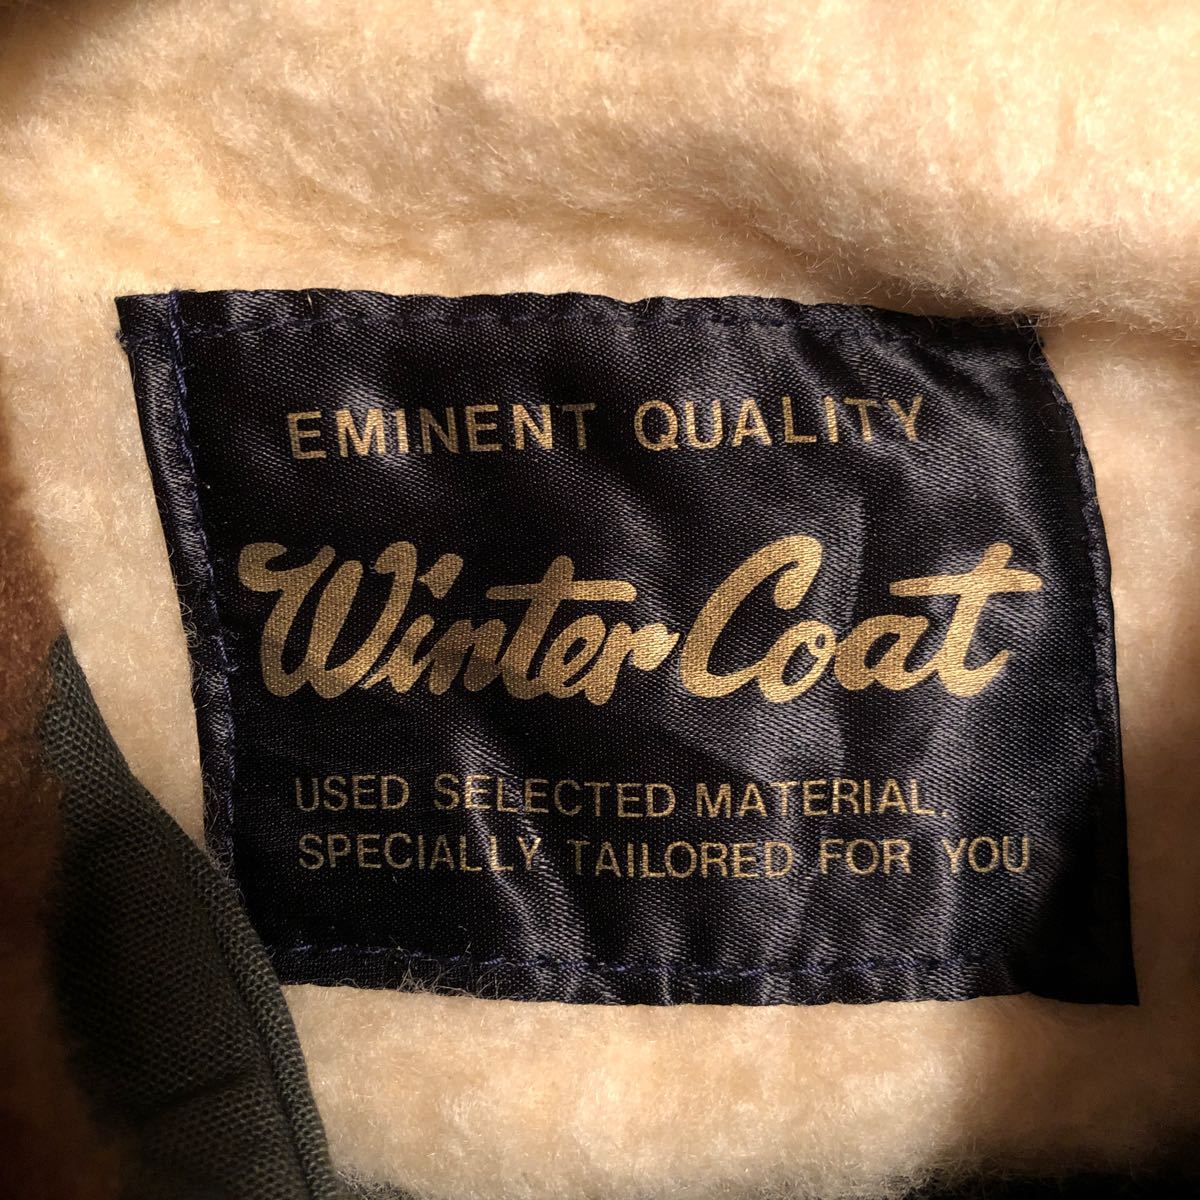 EMINENT QUALITY
Winter Coat
USED SELECTED MATERIAL.
SPECIALLY TAILORED FOR YOU